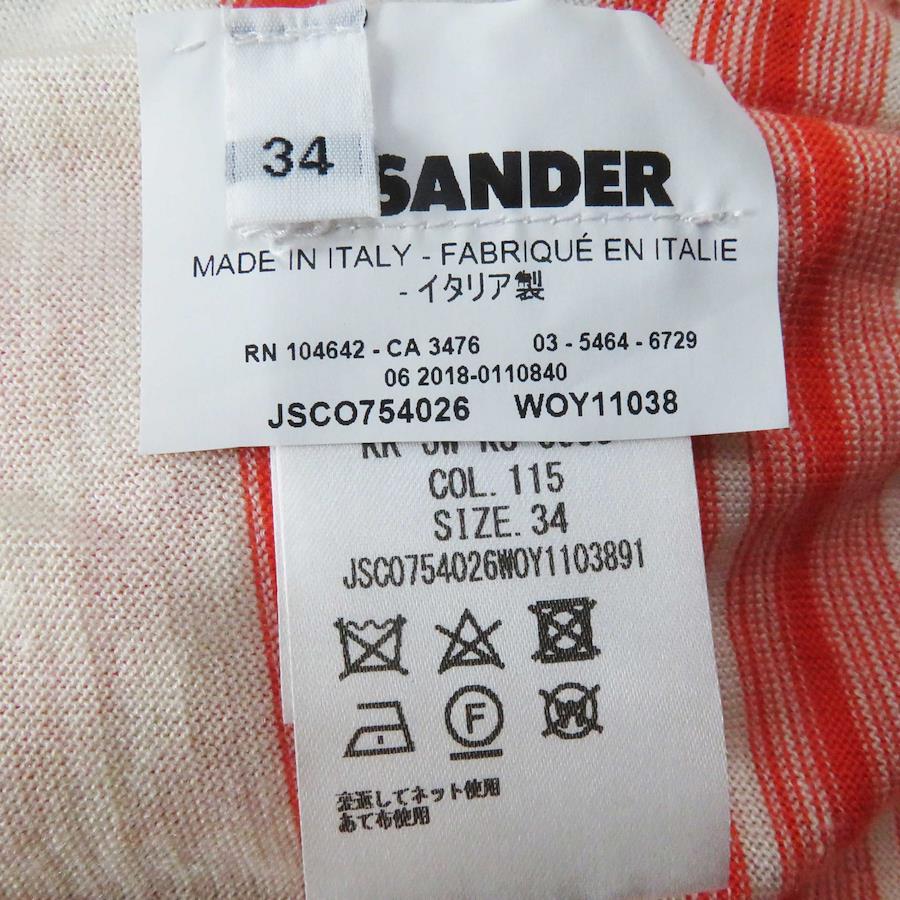 34
SANDER
MADE IN ITALY - FABRIQUÉ EN ITALIE
- イタリア製
RN 104642 - CA 3476 03 - 5464 - 6729
06 2018-0110840
JSCO754026 WOY11038
COL. 115
SIZE. 34
JSCO754026WOY1103891
F
W
裏返してネット使用
あて布使用